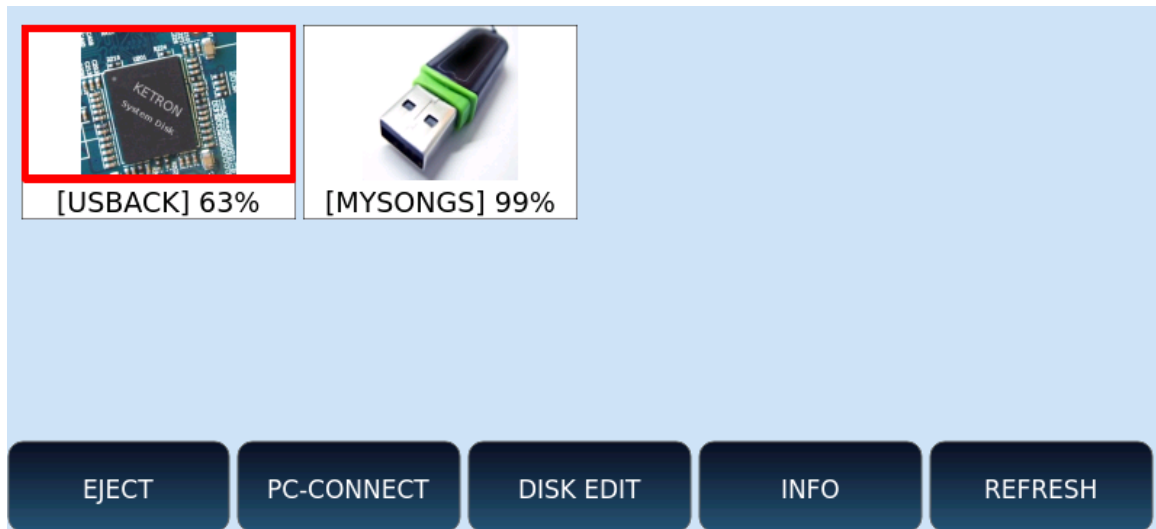 KETRON
System Disk
[USBACK] 63%
[MYSONGS] 99%
EJECT
PC-CONNECT
DISK EDIT
INFO
REFRESH